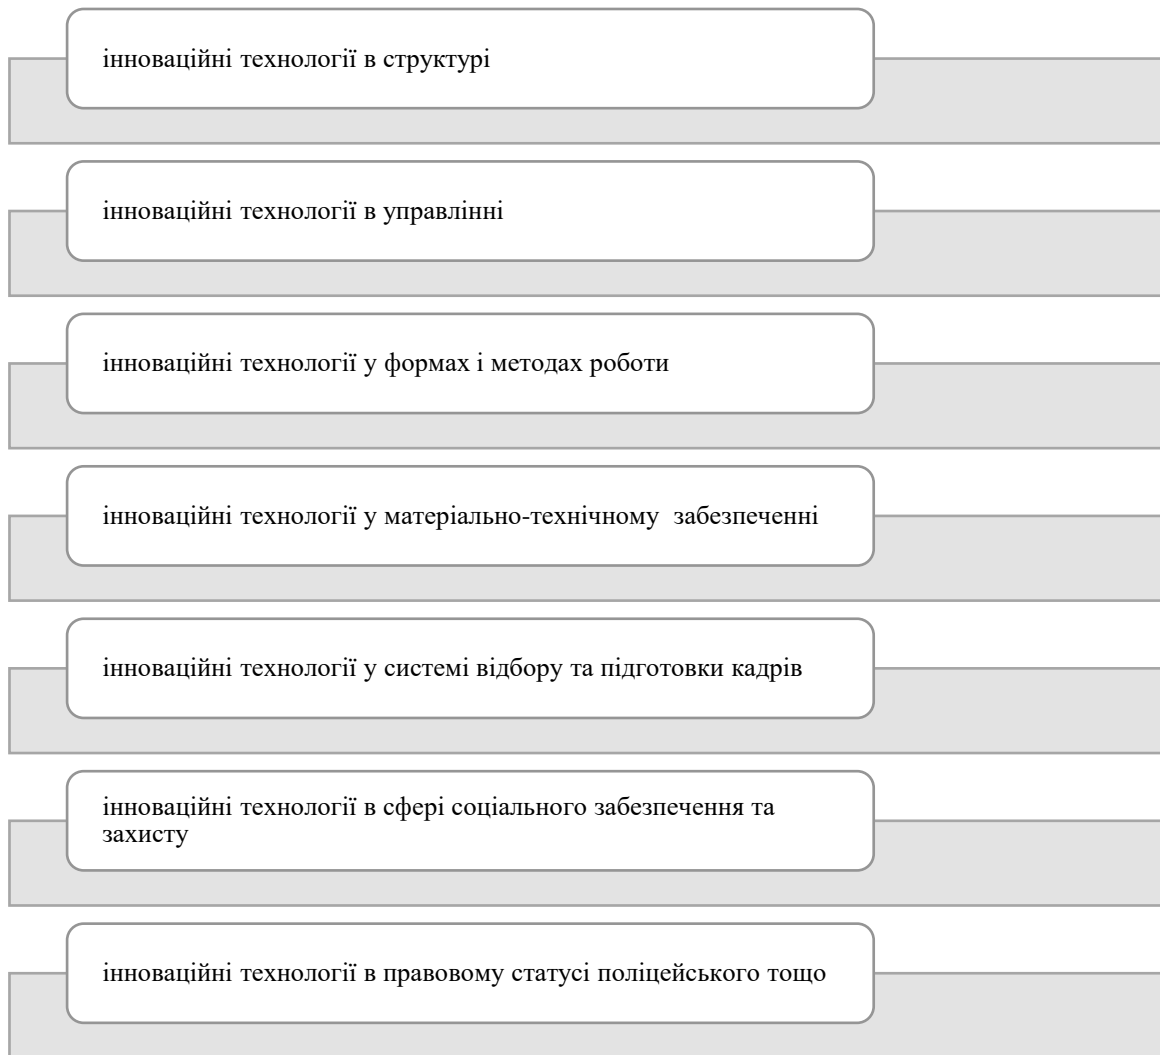 інноваційні технології в структурі
інноваційні технології в управлінні
інноваційні технології у формах і методах роботи
інноваційні технології у матеріально-технічному забезпеченні
інноваційні технології у системі відбору та підготовки кадрів
інноваційні технології в сфері соціального забезпечення та
захисту
інноваційні технології в правовому статусі поліцейського тощо